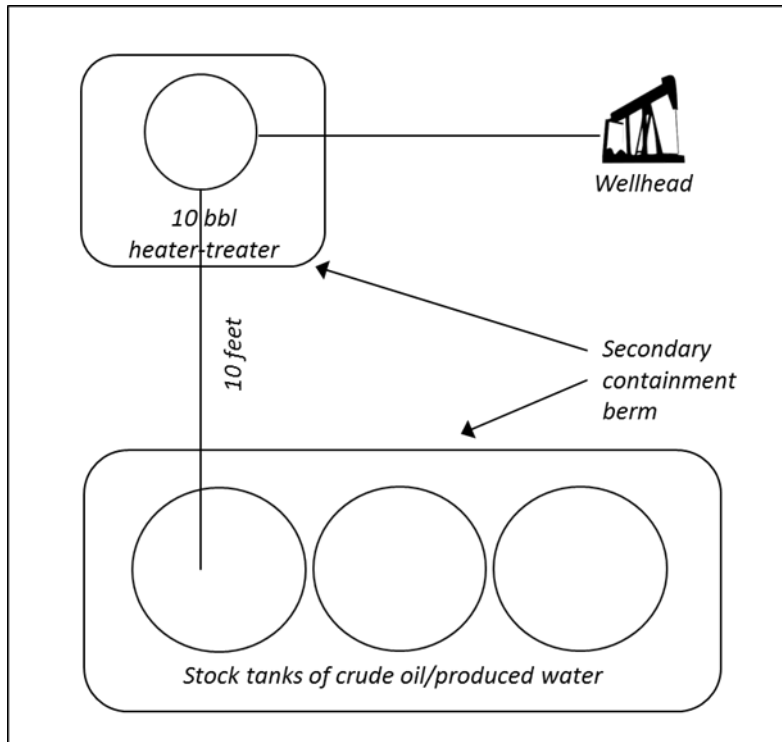 Wellhead
10 bbl
heater-treater
10 feet
Secondary
containment
berm
Stock tanks of crude oil/produced water